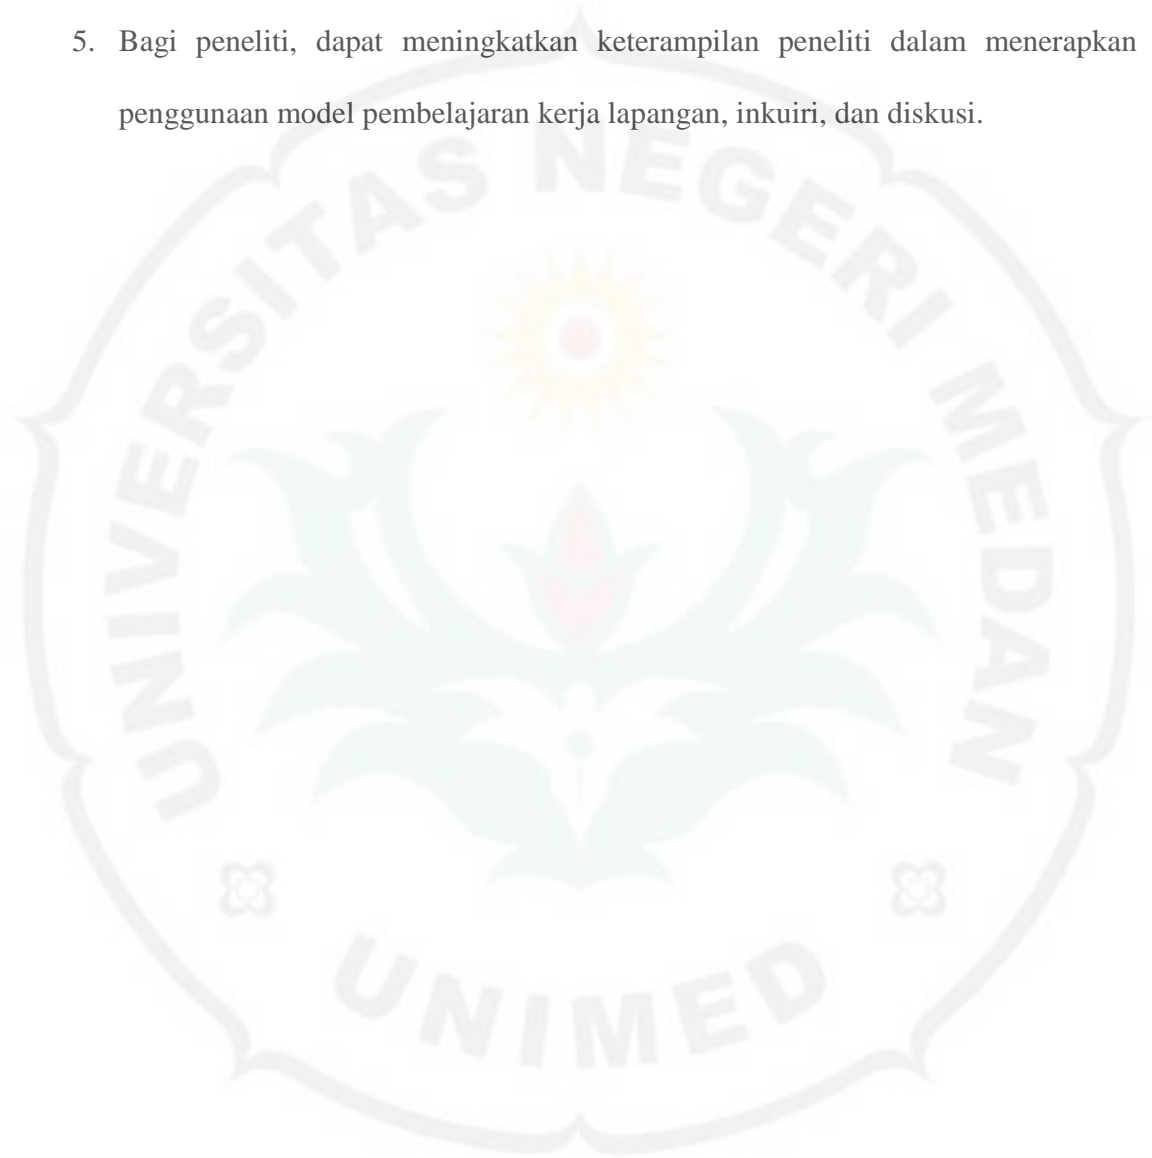 5. Bagi peneliti, dapat meningkatkan keterampilan peneliti dalam menerapkan
penggunaan model pembelajaran kerja lapangan, inkuiri, dan diskusi.
UNIVERSITAS NEGERI MEDAN
UNIMED